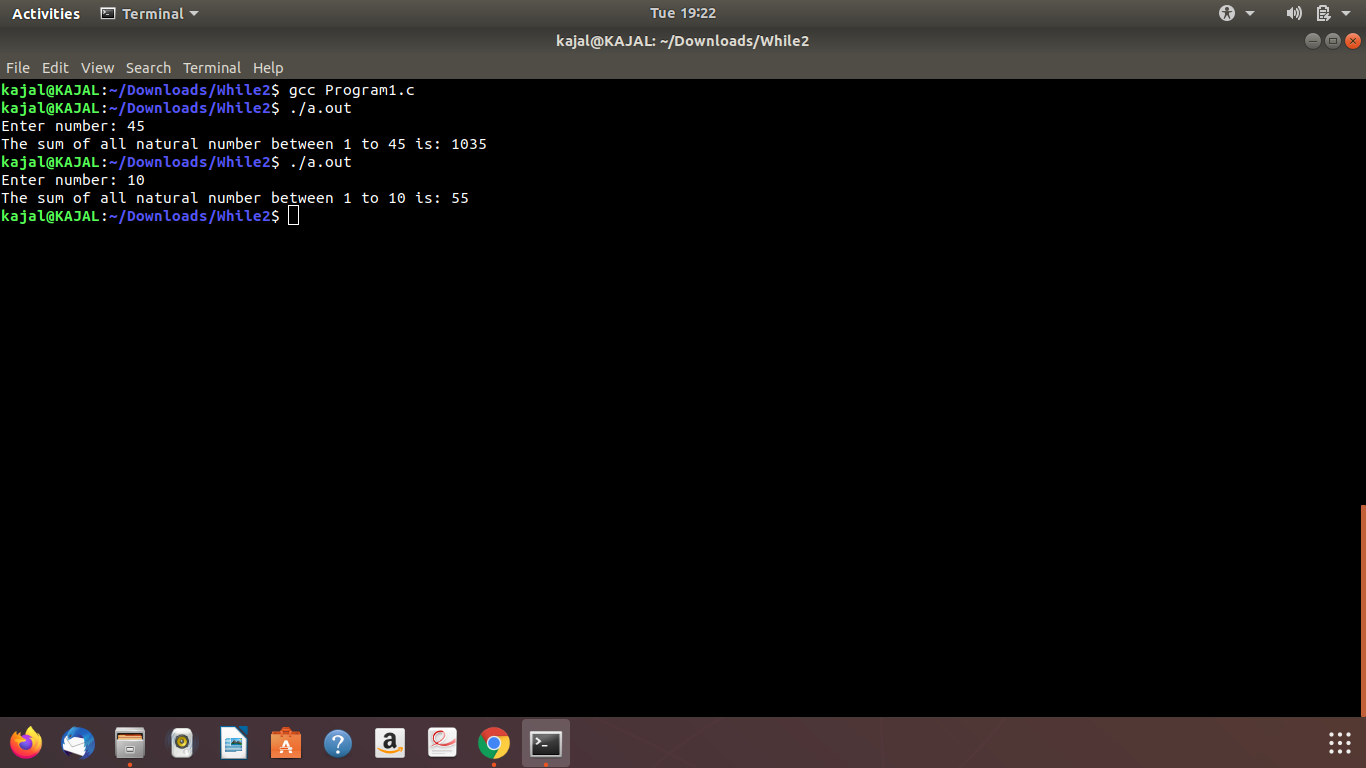 Activities Terminal Tue 19:22
kajal@KAJAL: ~/Downloads/While2
File Edit View Search Terminal Help
kajal@KAJAL:~/Downloads/While2$ gcc Program1.c
kajal@KAJAL:~/Downloads/While2$ ./a.out
Enter number: 45
The sum of all natural number between 1 to 45 is: 1035
kajal@KAJAL:~/Downloads/While2$ ./a.out
Enter number: 10
The sum of all natural number between 1 to 10 is: 55
kajal@KAJAL:~/Downloads/While2$